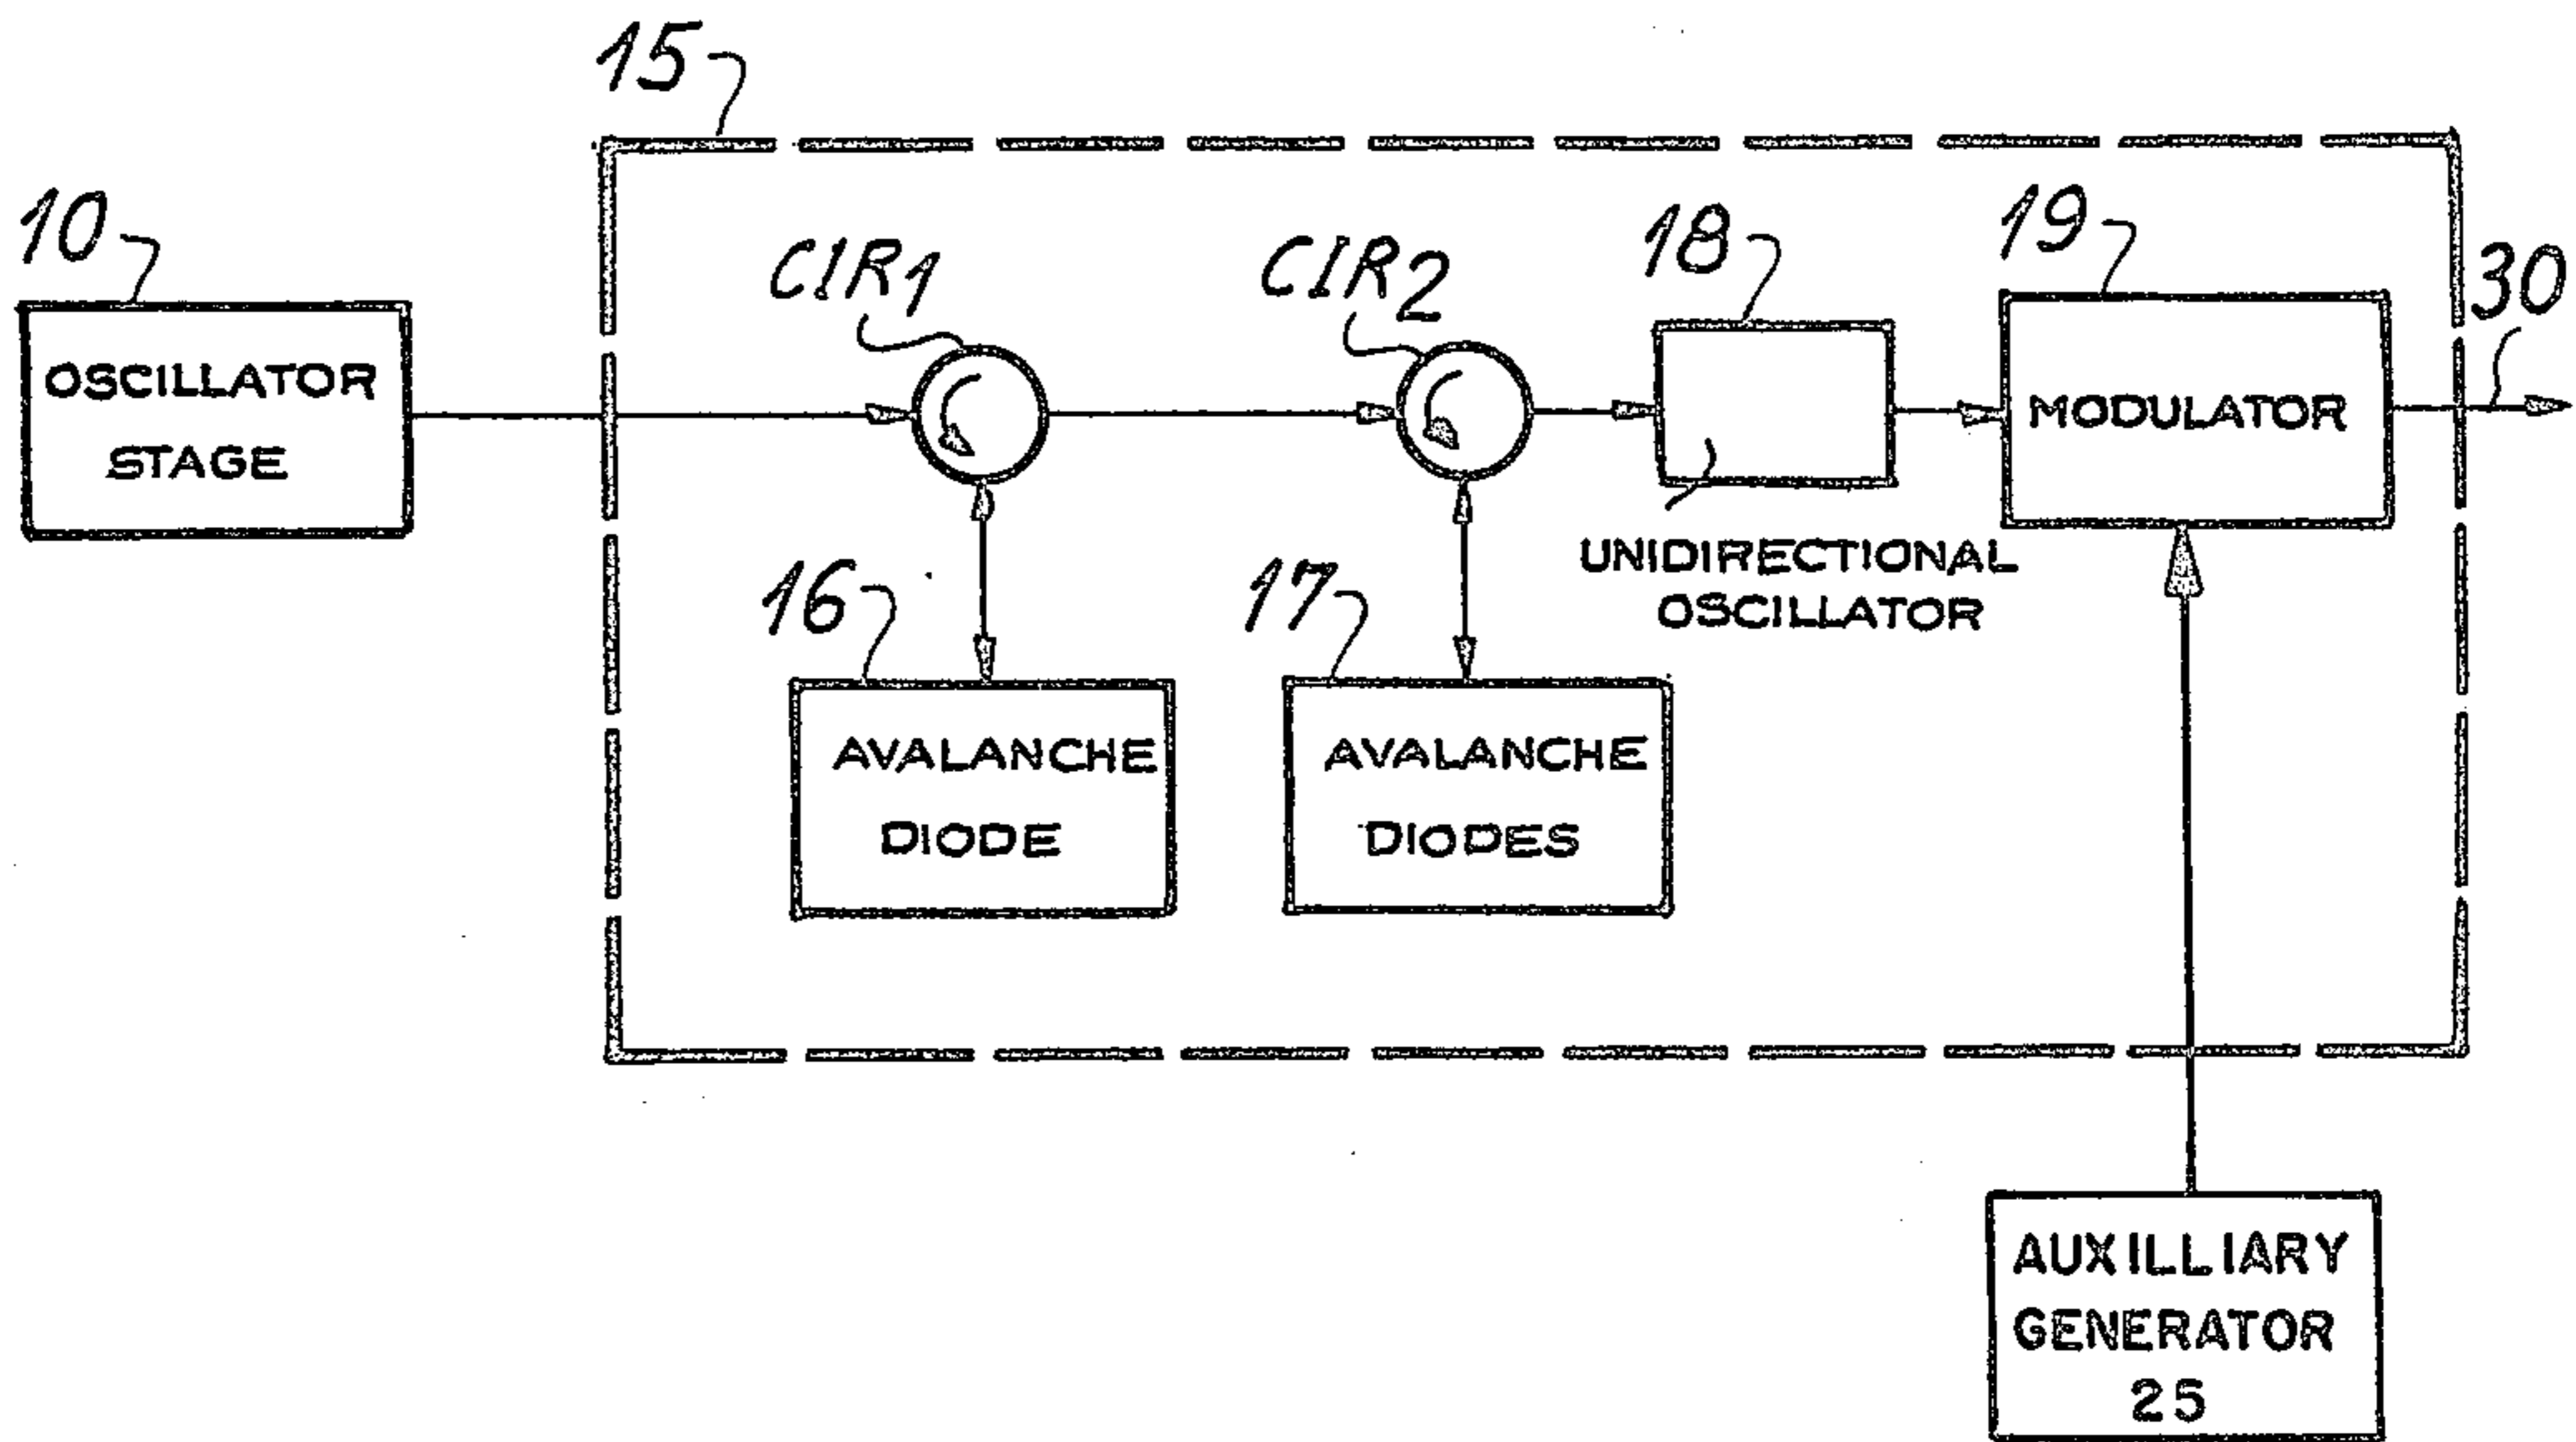 15
10
CIR1
CIR2
18
19
30
OSCILLATOR
STAGE
MODULATOR
UNIDIRECTIONAL
OSCILLATOR
16
17
AVALANCHE
DIODE
AVALANCHE
DIODES
AUXILLIARY
GENERATOR
25